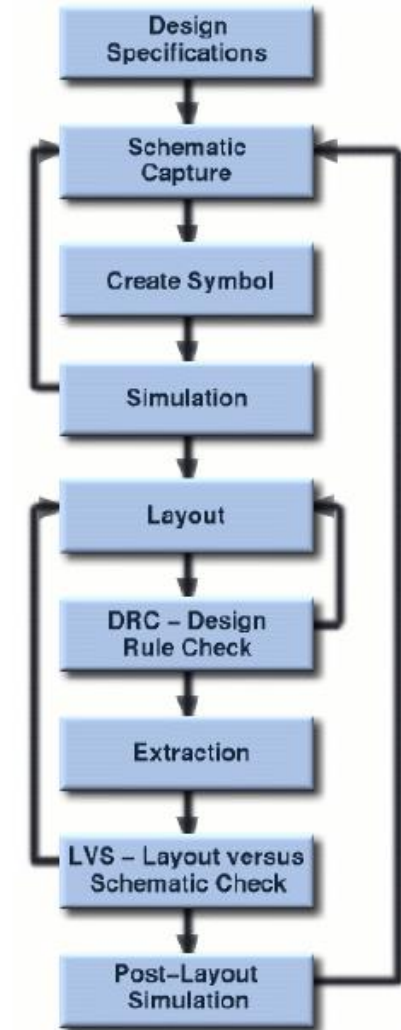 Design
Specifications
Schematic
Capture
Create Symbol
Simulation
Layout
DRC – Design
Rule Check
Extraction
LVS – Layout versus
Schematic Check
Post–Layout
Simulation